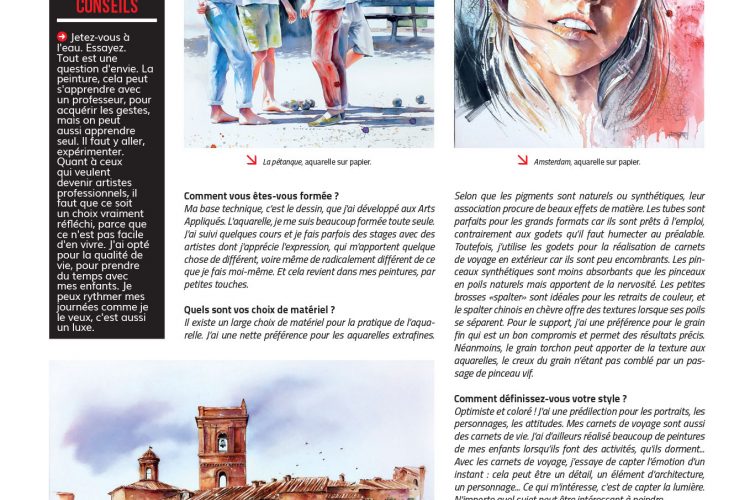 CONSEILS
Jetez-vous à
l'eau. Essayez.
Tout est une
question d'envie. La
peinture, cela peut
s'apprendre avec
un professeur, pour
acquérir les gestes,
mais on peut
aussi apprendre
seul. Il faut y aller,
expérimenter.
Quant à ceux
qui veulent
devenir artistes
professionnels, il
faut que ce soit
un choix vraiment
réfléchi, parce que
ce n'est pas facile
d'en vivre. J'ai opté
pour la qualité de
vie, pour prendre
du temps avec
mes enfants. Je
peux rythmer mes
journées comme je
le veux, c'est aussi
un luxe.
La pétanque, aquarelle sur papier.
Comment vous êtes-vous formée ?
Ma base technique, c'est le dessin, que j'ai développé aux Arts
Appliqués. L'aquarelle, je me suis beaucoup formée toute seule.
J'ai suivi quelques cours et je fais parfois des stages avec des
artistes dont j'apprécie l'expression, qui m'apportent quelque
chose de différent, voire même de radicalement différent de ce
que je fais moi-même. Et cela revient dans mes peintures, par
petites touches.
Quels sont vos choix de matériel ?
Il existe un large choix de matériel pour la pratique de l'aqua-
relle. J'ai une nette préférence pour les aquarelles extrafines.
Amsterdam, aquarelle sur papier.
Selon que les pigments sont naturels ou synthétiques, leur
association procure de beaux effets de matière. Les tubes sont
parfaits pour les grands formats car ils sont prêts à l'emploi,
contrairement aux godets qu'il faut humecter au préalable.
Toutefois, j'utilise les godets pour la réalisation de carnets
de voyage en extérieur car ils sont peu encombrants. Les pin-
ceaux synthétiques sont moins absorbants que les pinceaux
en poils naturels mais apportent de la nervosité. Les petites
brosses «spalter» sont idéales pour les retraits de couleur, et
le spalter chinois en chèvre offre des textures lorsque ses poils
se séparent. Pour le support, j'ai une préférence pour le grain
fin qui est un bon compromis et permet des résultats précis.
Néanmoins, le grain torchon peut apporter de la texture aux
aquarelles, le creux du grain n'étant pas comblé par un pas-
sage de pinceau vif.
Comment définissez-vous votre style ?
Optimiste et coloré ! J'ai une prédilection pour les portraits, les
personnages, les attitudes. Mes carnets de voyage sont aussi
des carnets de vie. J'ai d'ailleurs réalisé beaucoup de peintures
de mes enfants lorsqu'ils font des activités, qu'ils dorment...
Avec les carnets de voyage, j'essaye de capter l'émotion d'un
instant : cela peut être un détail, un élément d'architecture,
un personnage... Ce qui m'intéresse, c'est de capter la lumière.
N'importe quel sujet peut être intéressant à peindre